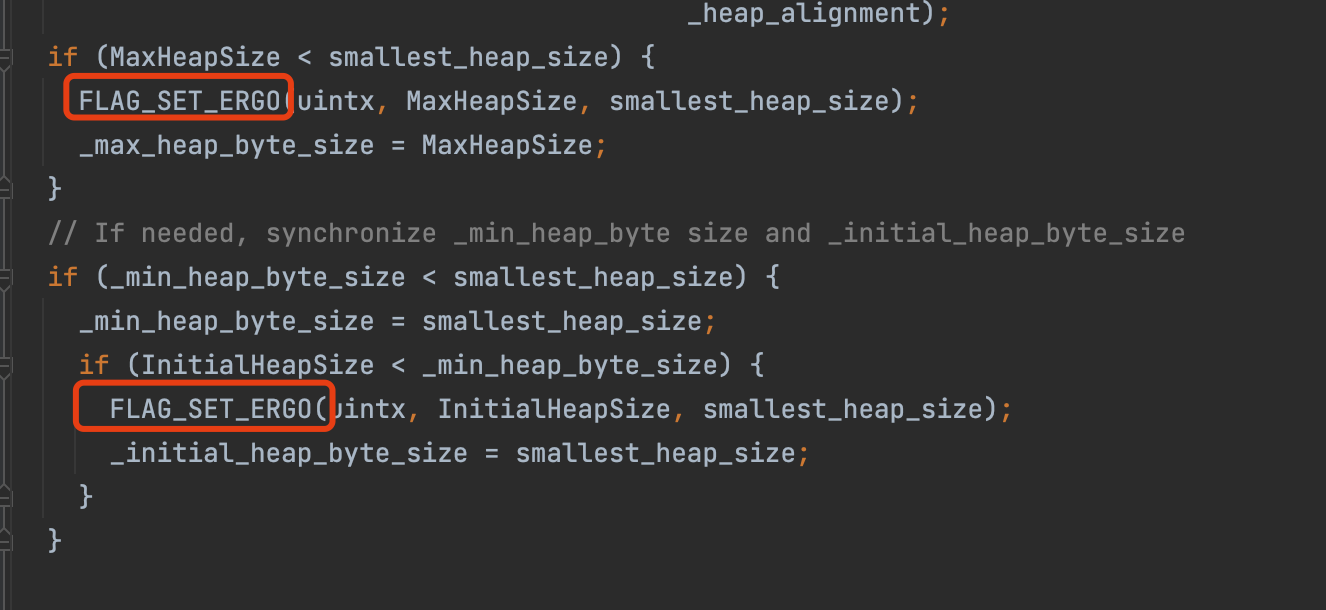 _heap_alignment);
if (MaxHeapSize < smallest_heap_size) {
FLAG_SET_ERGO(uintx, MaxHeapSize, smallest_heap_size);
_max_heap_byte_size = MaxHeapSize;
}
// If needed, synchronize _min_heap_byte size and _initial_heap_byte_size
if (_min_heap_byte_size < smallest_heap_size) {
_min_heap_byte_size = smallest_heap_size;
if (InitialHeapSize < _min_heap_byte_size) {
FLAG_SET_ERGO(uintx, InitialHeapSize, smallest_heap_size);
_initial_heap_byte_size = smallest_heap_size;
}
}